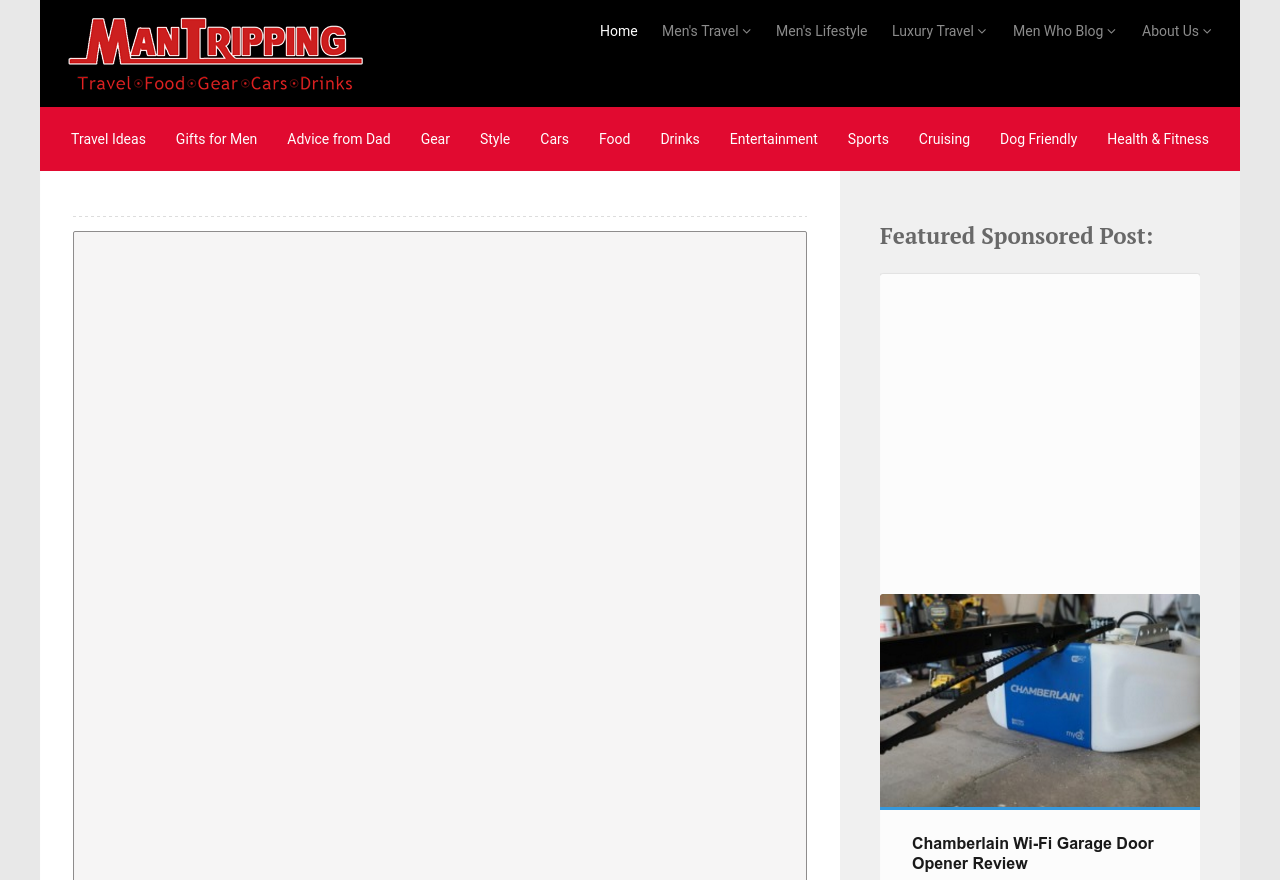 MANTRIPPING
Travel Food Gear Cars Drinks
Home Men's Travel Men's Lifestyle Luxury Travel Men Who Blog About Us
Travel Ideas Gifts for Men Advice from Dad Gear Style Cars Food Drinks Entertainment Sports Cruising Dog Friendly Health & Fitness
Featured Sponsored Post:
CHAMBERLAIN
myQ
Chamberlain Wi-Fi Garage Door
Opener Review